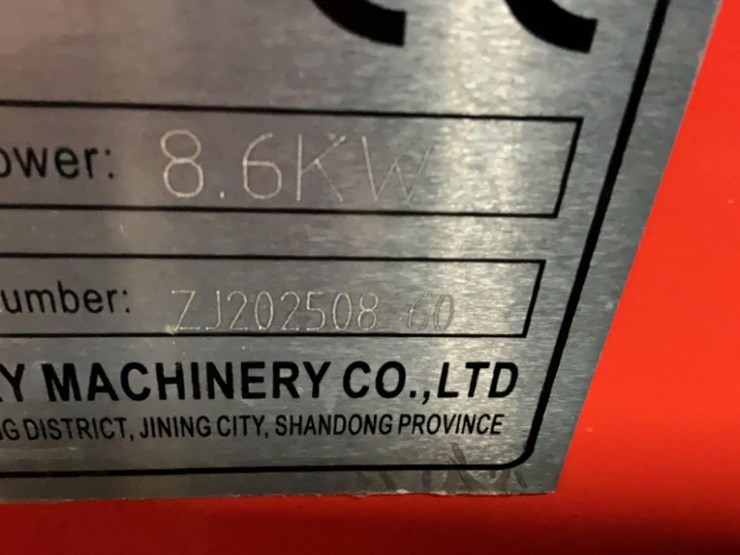 ower: 8.6KW
umber: ZJ202508 60
Y MACHINERY CO.,LTD
G DISTRICT, JINING CITY, SHANDONG PROVINCE